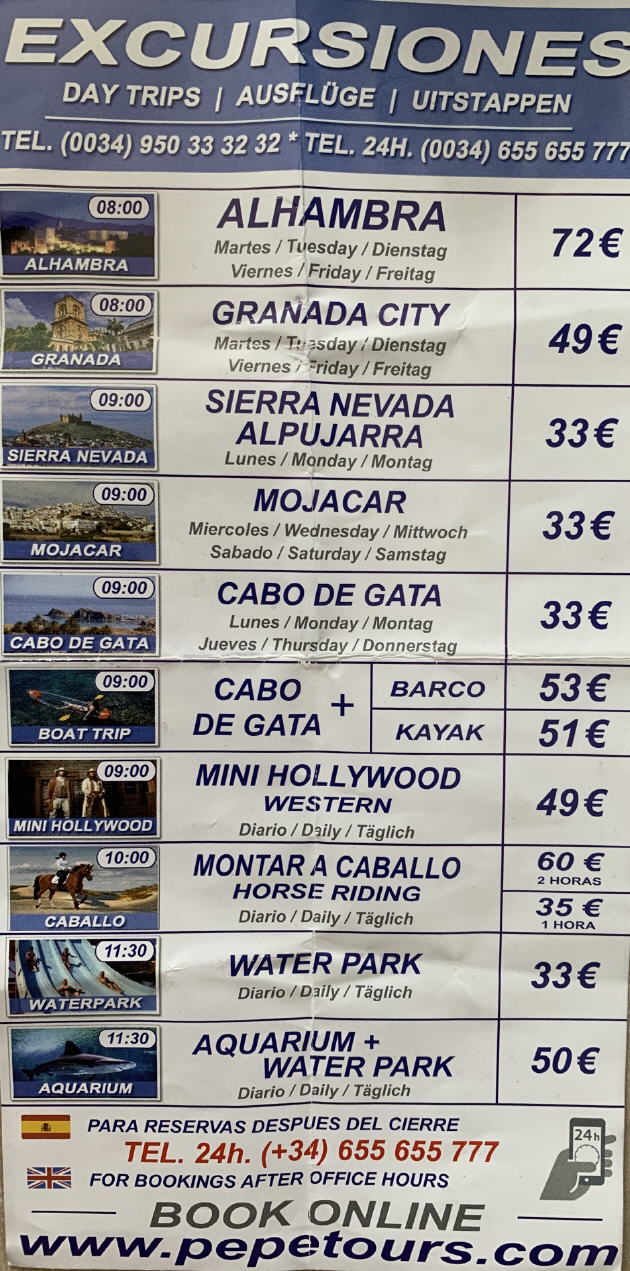 EXCURSIONES
DAY TRIPS | AUSFLÜGE | UITSTAPPEN
TEL. (0034) 950 33 32 32 * TEL. 24H. (0034) 655 655 777
08:00
ALHAMBRA
ALHAMBRA
Martes / Tuesday / Dienstag
Viernes / Friday / Freitag
72 €
08:00
GRANADA
GRANADA CITY
Martes / Tuesday / Dienstag
Viernes / Friday / Freitag
49 €
09:00
SIERRA NEVADA
SIERRA NEVADA
ALPUJARRA
Lunes / Monday / Montag
33 €
09:00
MOJACAR
MOJACAR
Miercoles / Wednesday / Mittwoch
Sabado / Saturday / Samstag
33 €
09:00
CABO DE GATA
CABO DE GATA
Lunes / Monday / Montag
Jueves / Thursday / Donnerstag
33 €
09:00
BOAT TRIP
CABO
DE GATA +
BARCO 53 €
KAYAK 51 €
09:00
MINI HOLLYWOOD
MINI HOLLYWOOD
WESTERN
Diario / Daily / Täglich
49 €
10:00
CABALLO
MONTAR A CABALLO
HORSE RIDING
Diario / Daily / Täglich
60 €
2 HORAS
35 €
1 HORA
11:30
WATERPARK
WATER PARK
Diario / Daily / Täglich
33 €
11:30
AQUARIUM
AQUARIUM +
WATER PARK
Diario / Daily / Täglich
50 €
PARA RESERVAS DESPUES DEL CIERRE
TEL. 24h. (+34) 655 655 777
FOR BOOKINGS AFTER OFFICE HOURS
24h
BOOK ONLINE
www.pepetours.com